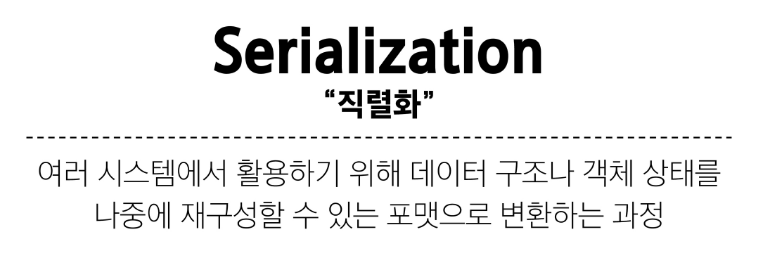 Serialization
“직렬화”
여러 시스템에서 활용하기 위해 데이터 구조나 객체 상태를
나중에 재구성할 수 있는 포맷으로 변환하는 과정